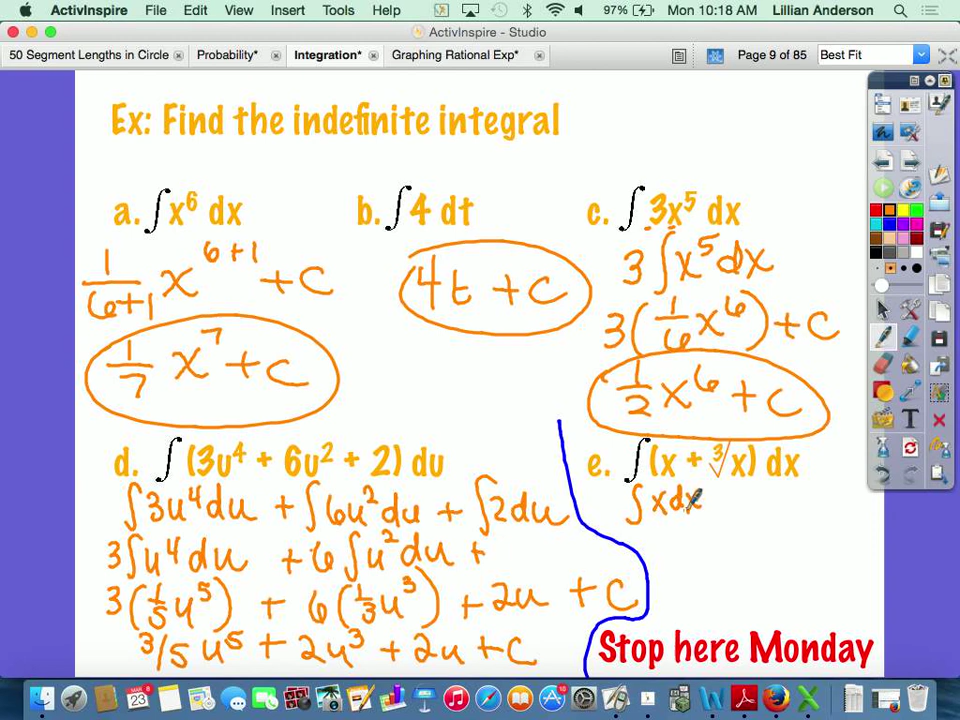 ActivInspire File Edit View Insert Tools Help 97% Mon 10:18 AM Lillian Anderson
ActivInspire - Studio
50 Segment Lengths in Circle Probability* Integration* Graphing Rational Exp* Page 9 of 85 Best Fit
Ex: Find the indefinite integral
a. ∫x⁶ dx b. ∫4 dt c. ∫3x⁵ dx
1/(6+1) x⁶⁺¹ + C
1/7 x⁷ + C
4t + C
3∫x⁵dx
3(1/6 x⁶) + C
1/2 x⁶ + C
d. ∫(3u⁴ + 6u² + 2) du
∫3u⁴du + ∫6u²du + ∫2du
3∫u⁴du + 6∫u²du +
3(1/5 u⁵) + 6(1/3 u³) + 2u + C
3/5 u⁵ + 2u³ + 2u + C
e. ∫(x + ³√x) dx
∫xdx
Stop here Monday